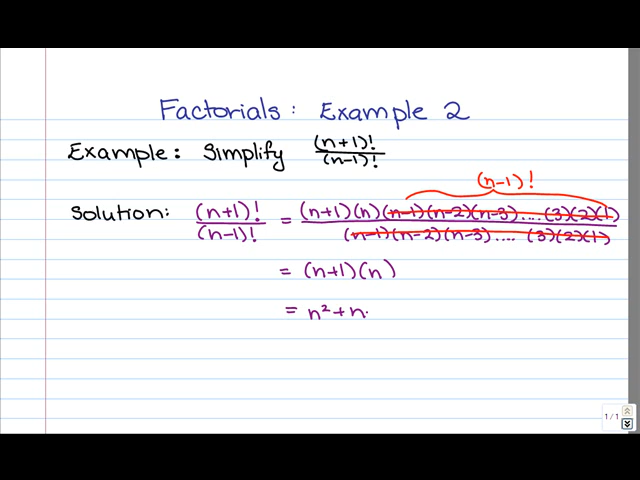 Factorials: Example 2
Example: Simplify (n+1)!/(n-1)!
(n-1)!
Solution: (n+1)!/(n-1)! = (n+1)(n)(n-1)(n-2)(n-3)....(3)(2)(1)/(n-1)(n-2)(n-3)....(3)(2)(1)
= (n+1)(n)
= n²+n.
1/1